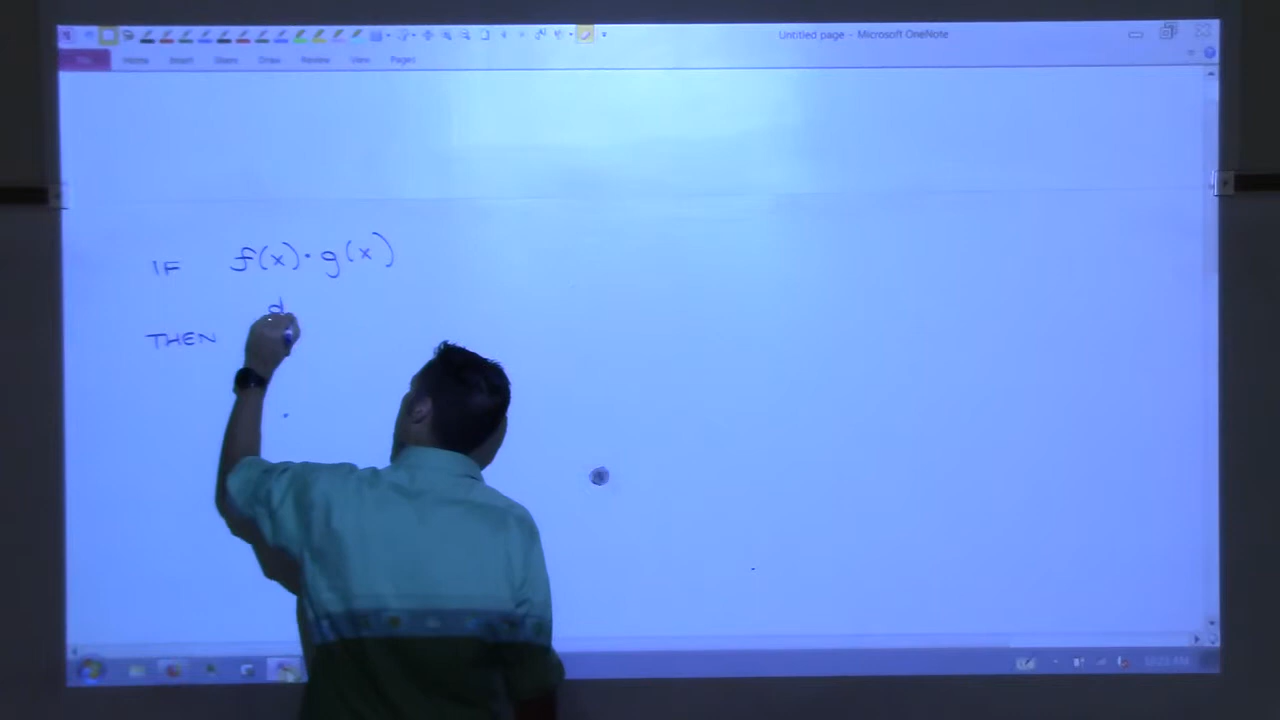 Untitled page - Microsoft OneNote
Home Insert Share Draw Review View Pages
IF f(x) · g(x)
d
THEN